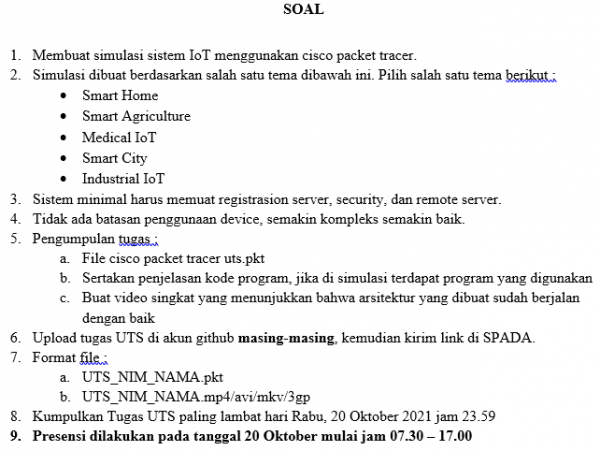 SOAL
1. Membuat simulasi sistem IoT menggunakan cisco packet tracer.
2. Simulasi dibuat berdasarkan salah satu tema dibawah ini. Pilih salah satu tema berikut :
• Smart Home
• Smart Agriculture
• Medical IoT
• Smart City
• Industrial IoT
3. Sistem minimal harus memuat registrasion server, security, dan remote server.
4. Tidak ada batasan penggunaan device, semakin kompleks semakin baik.
5. Pengumpulan tugas :
a. File cisco packet tracer uts.pkt
b. Sertakan penjelasan kode program, jika di simulasi terdapat program yang digunakan
c. Buat video singkat yang menunjukkan bahwa arsitektur yang dibuat sudah berjalan
dengan baik
6. Upload tugas UTS di akun github masing-masing, kemudian kirim link di SPADA.
7. Format file :
a. UTS_NIM_NAMA.pkt
b. UTS_NIM_NAMA.mp4/avi/mkv/3gp
8. Kumpulkan Tugas UTS paling lambat hari Rabu, 20 Oktober 2021 jam 23.59
9. Presensi dilakukan pada tanggal 20 Oktober mulai jam 07.30 – 17.00